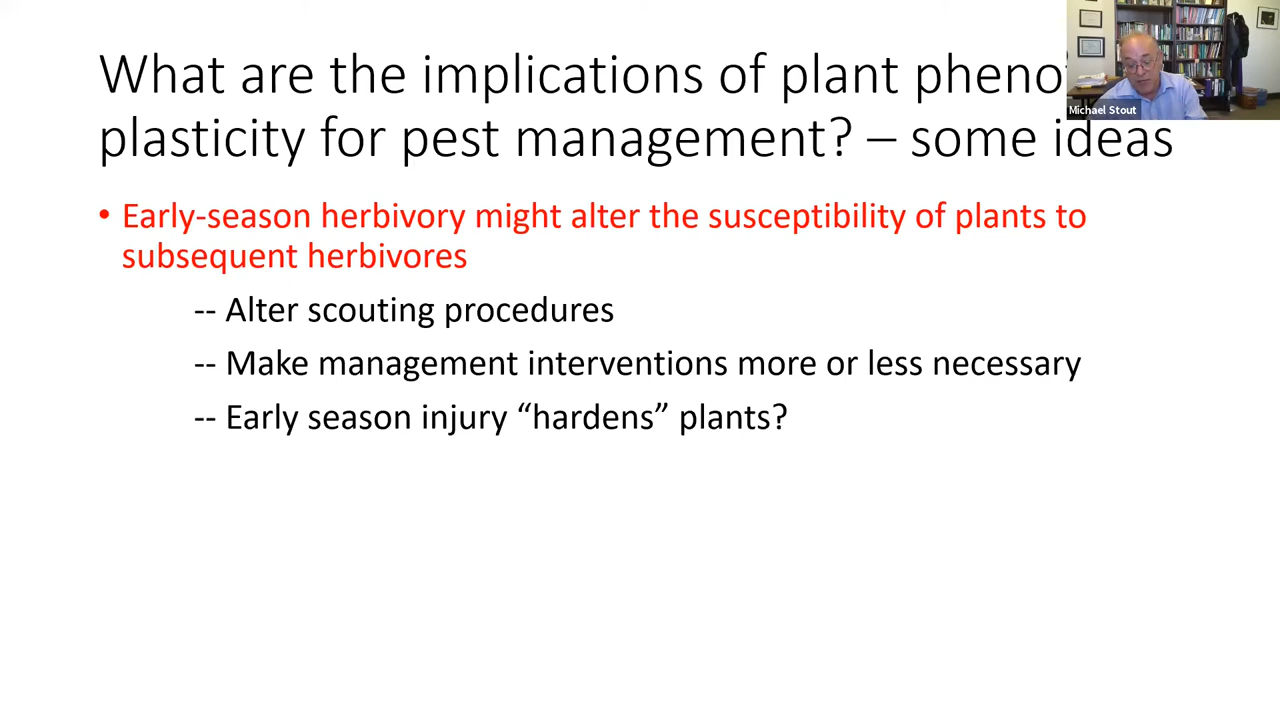 What are the implications of plant
plasticity for pest management? – some ideas
Michael Stout
• Early-season herbivory might alter the susceptibility of plants to
subsequent herbivores
-- Alter scouting procedures
-- Make management interventions more or less necessary
-- Early season injury “hardens” plants?